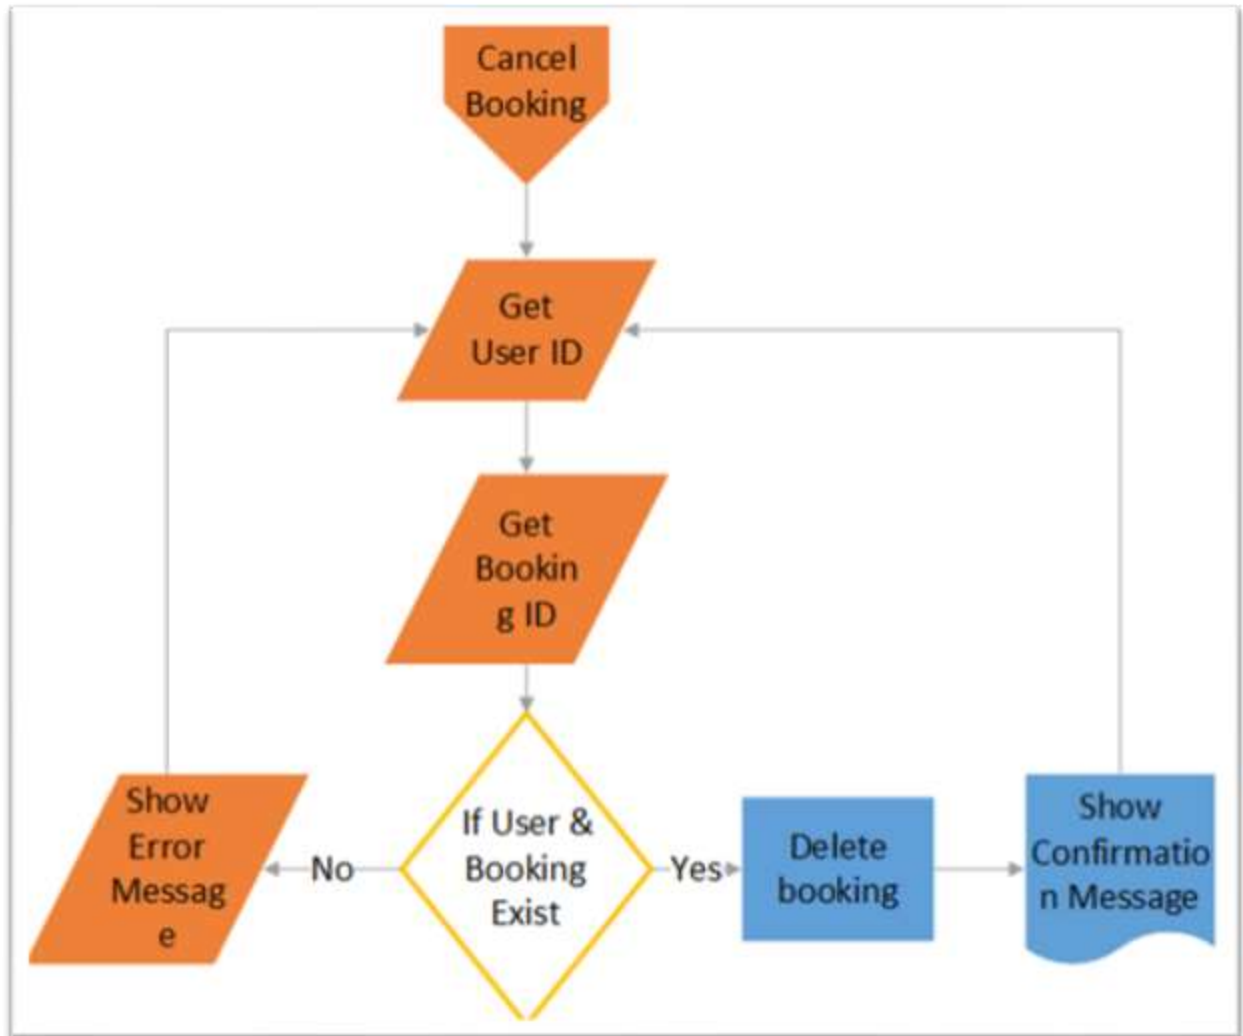 Cancel
Booking
Get
User ID
Get
Bookin
g ID
If User &
Booking
Exist
No
Yes
Show
Error
Messag
e
Delete
booking
Show
Confirmatio
n Message